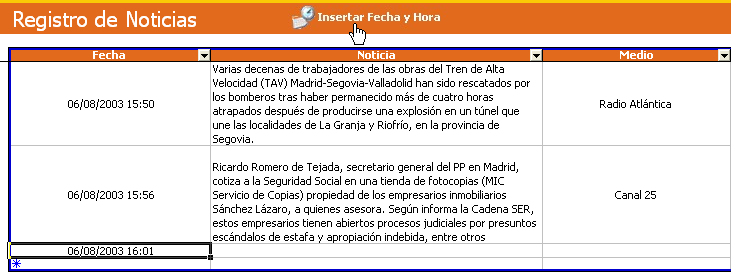 Registro de Noticias
Insertar Fecha y Hora
Fecha
Noticia
Medio
06/08/2003 15:50
Varias decenas de trabajadores de las obras del Tren de Alta
Velocidad (TAV) Madrid-Segovia-Valladolid han sido rescatados por
los bomberos tras haber permanecido más de cuatro horas
atrapados después de producirse una explosión en un túnel que
une las localidades de La Granja y Riofrío, en la provincia de
Segovia.
Radio Atlántica
06/08/2003 15:56
Ricardo Romero de Tejada, secretario general del PP en Madrid,
cotiza a la Seguridad Social en una tienda de fotocopias (MIC
Servicio de Copias) propiedad de los empresarios inmobiliarios
Sánchez Lázaro, a quienes asesora. Según informa la Cadena SER,
estos empresarios tienen abiertos procesos judiciales por presuntos
escándalos de estafa y apropiación indebida, entre otros
Canal 25
06/08/2003 16:01
*